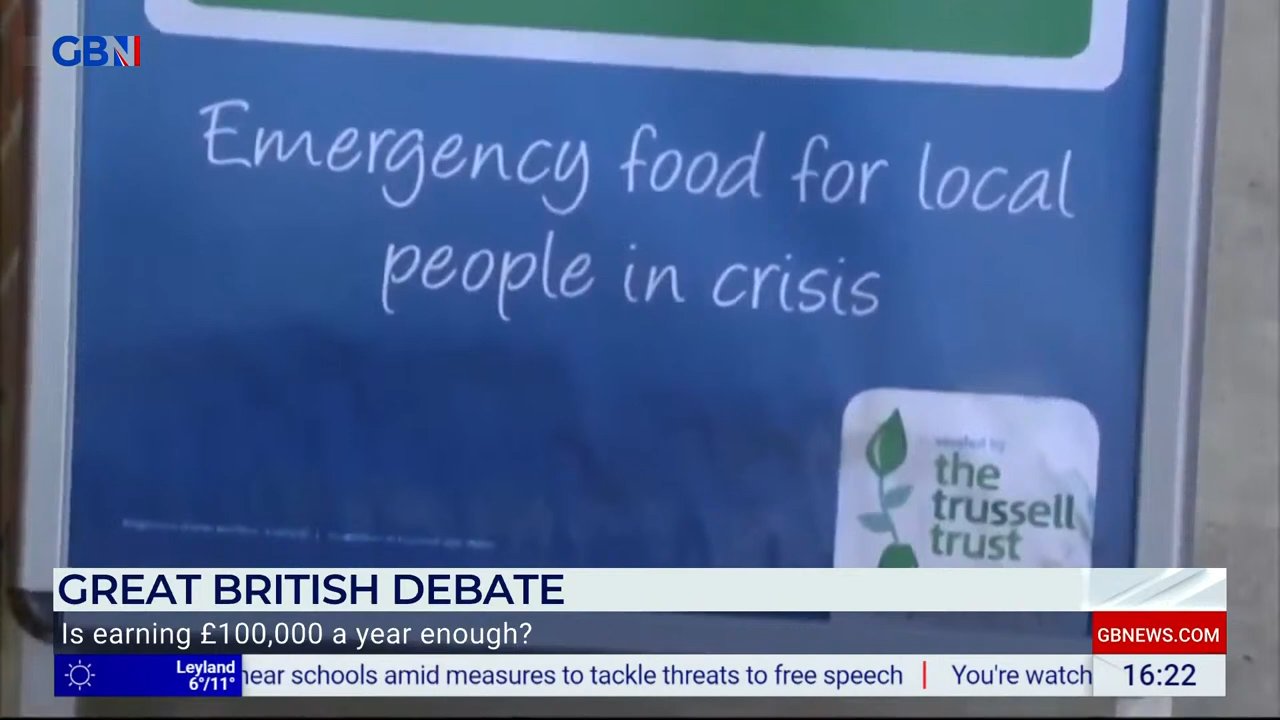 GBN
Emergency food for local
people in crisis
the
trussell
trust
GREAT BRITISH DEBATE
Is earning £100,000 a year enough?
GBNEWS.COM
Leyland
6°/11°
near schools amid measures to tackle threats to free speech | You're watch
16:22